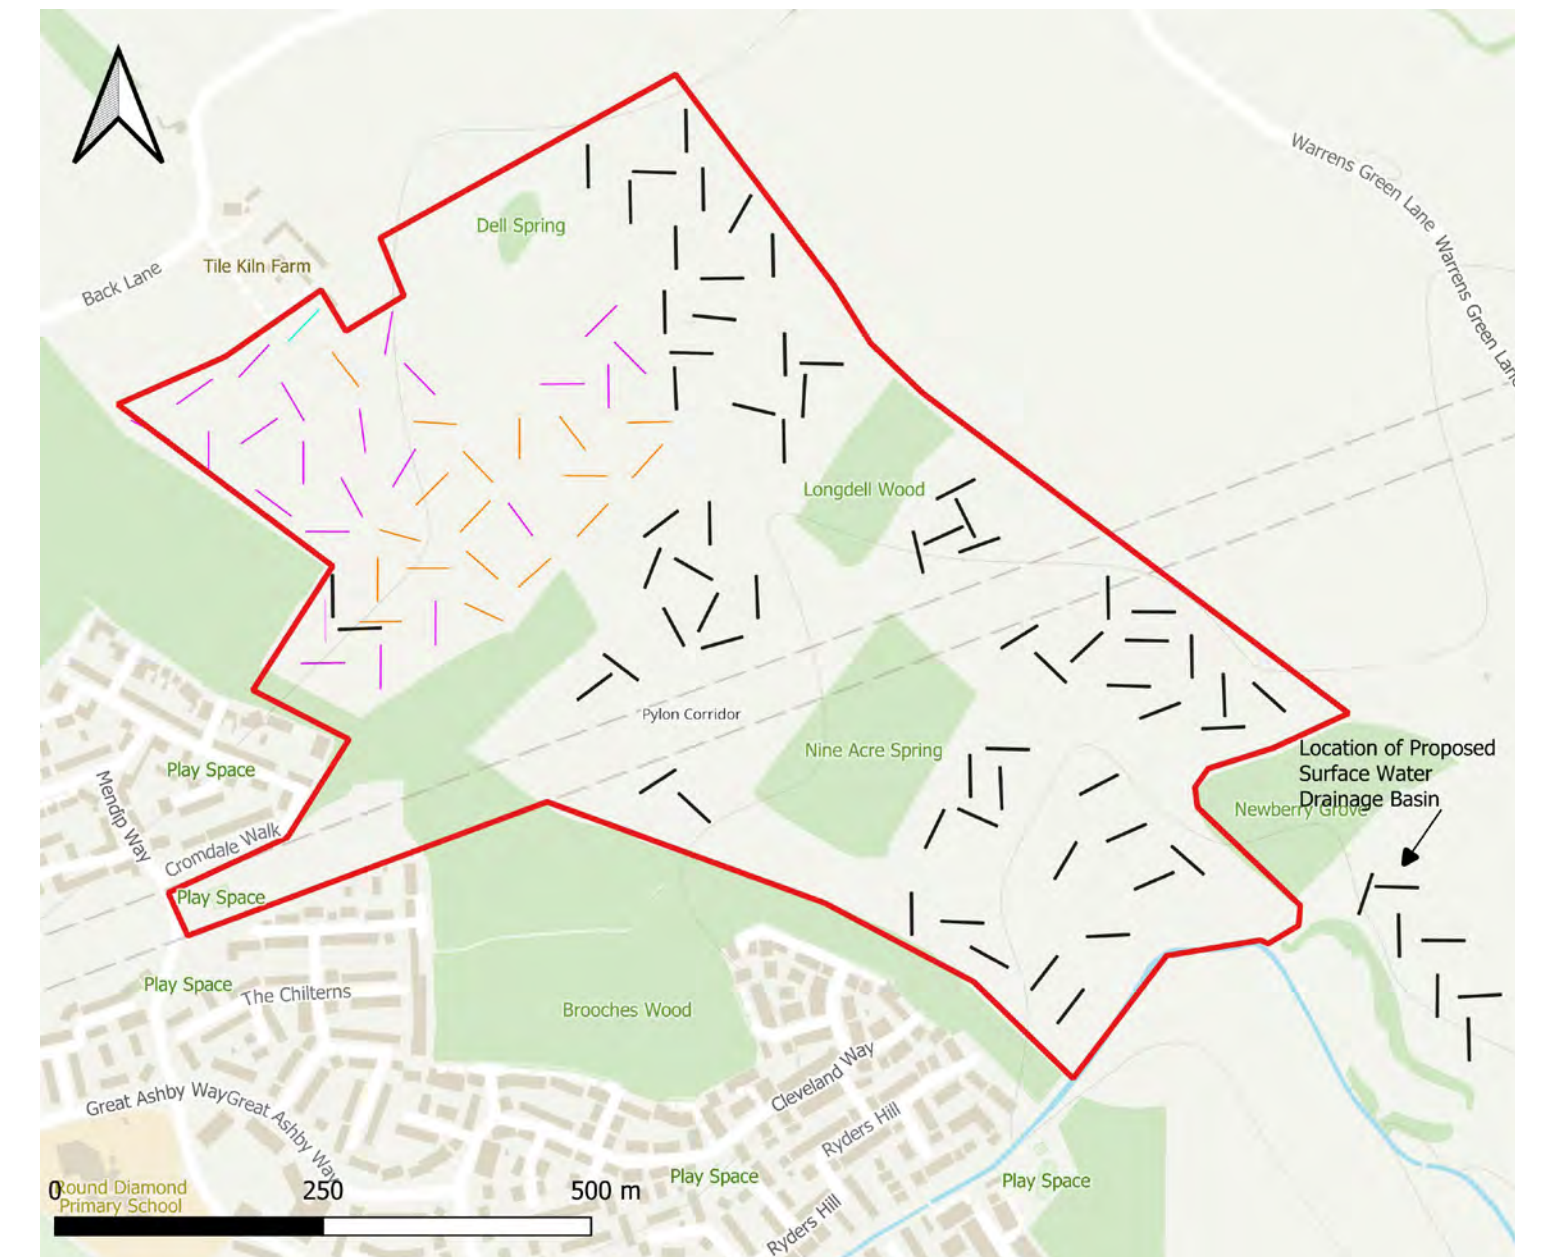 Warrens Green Lane
Warrens Green Lane
Dell Spring
Tile Kiln Farm
Back Lane
Longdell Wood
Pylon Corridor
Nine Acre Spring
Location of Proposed
Surface Water
Drainage Basin
Newberry Grove
Play Space
Mendip Way
Cromdale Walk
Play Space
Play Space
The Chilterns
Brooches Wood
Cleveland Way
Great Ashby Way
Great Ashby Way
Ryders Hill
Play Space
Play Space
0 250 500 m
Round Diamond
Primary School
Ryders Hill